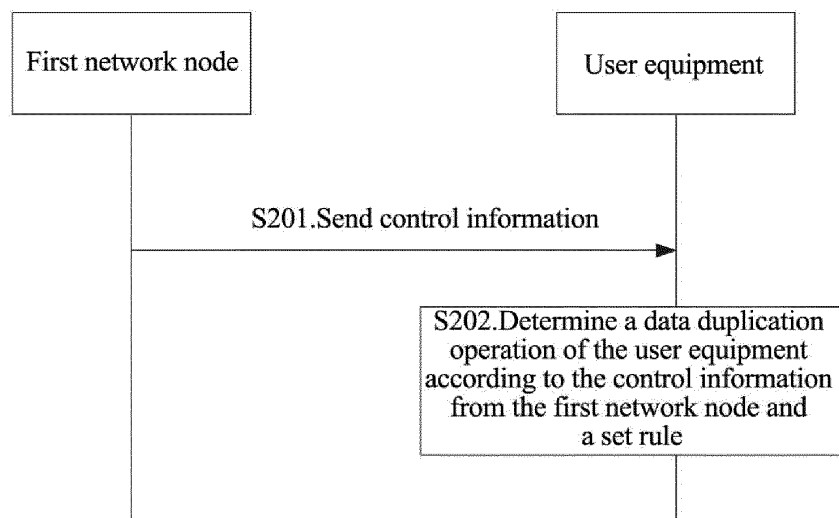 First network node
User equipment
S201.Send control information
S202.Determine a data duplication
operation of the user equipment
according to the control information
from the first network node and
a set rule